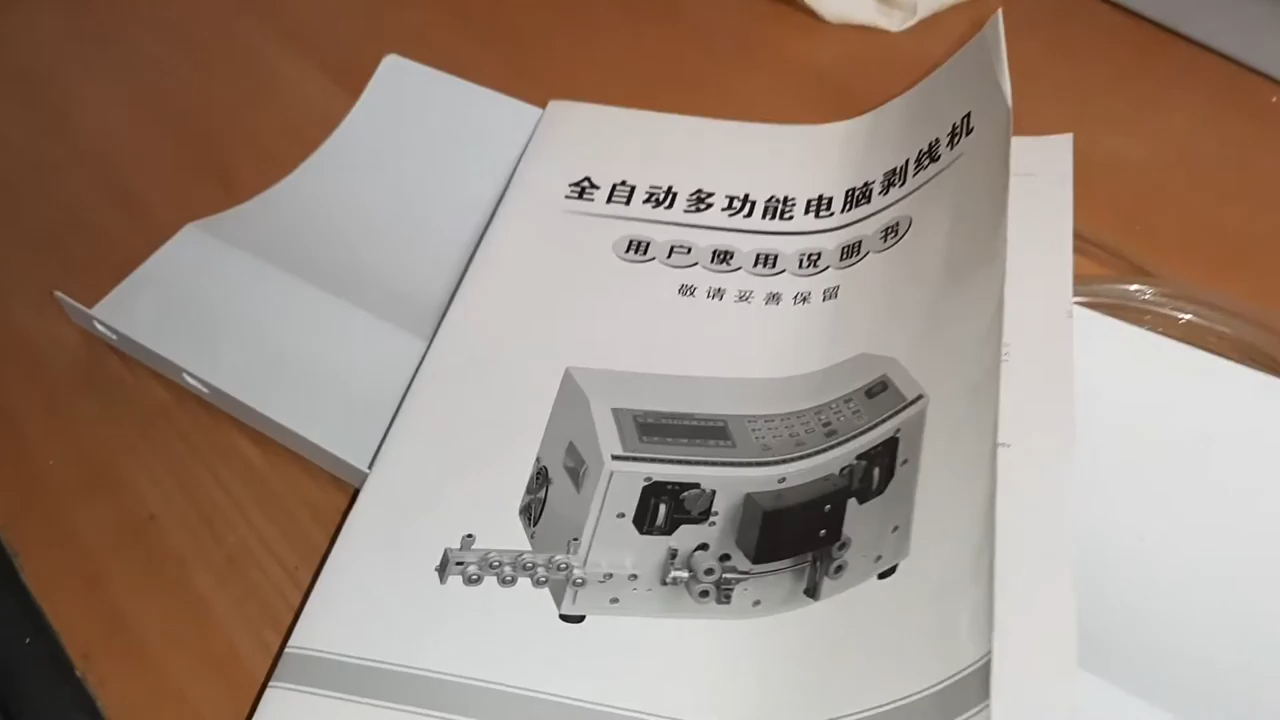 全自动多功能电脑剥线机
用户使用说明书
敬请妥善保留